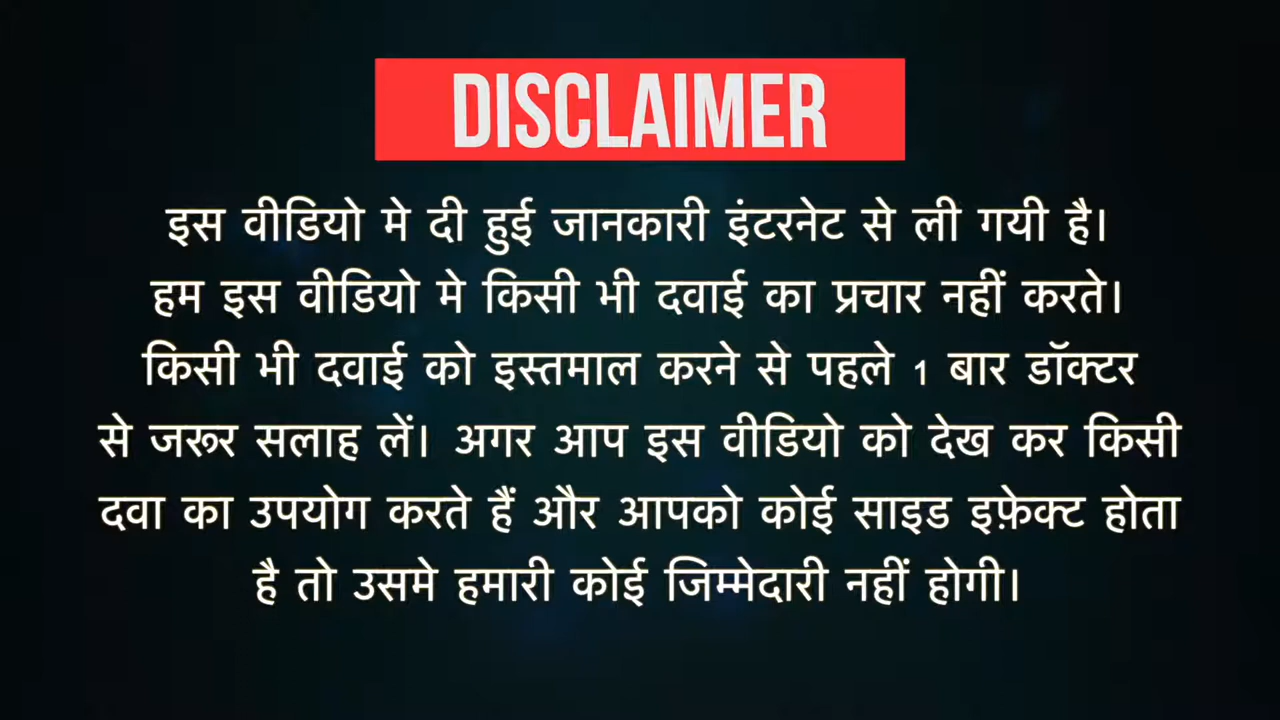 DISCLAIMER
इस वीडियो मे दी हुई जानकारी इंटरनेट से ली गयी है।
हम इस वीडियो मे किसी भी दवाई का प्रचार नहीं करते।
किसी भी दवाई को इस्तमाल करने से पहले 1 बार डॉक्टर
से जरूर सलाह लें। अगर आप इस वीडियो को देख कर किसी
दवा का उपयोग करते हैं और आपको कोई साइड इफ़ेक्ट होता
है तो उसमे हमारी कोई जिम्मेदारी नहीं होगी।